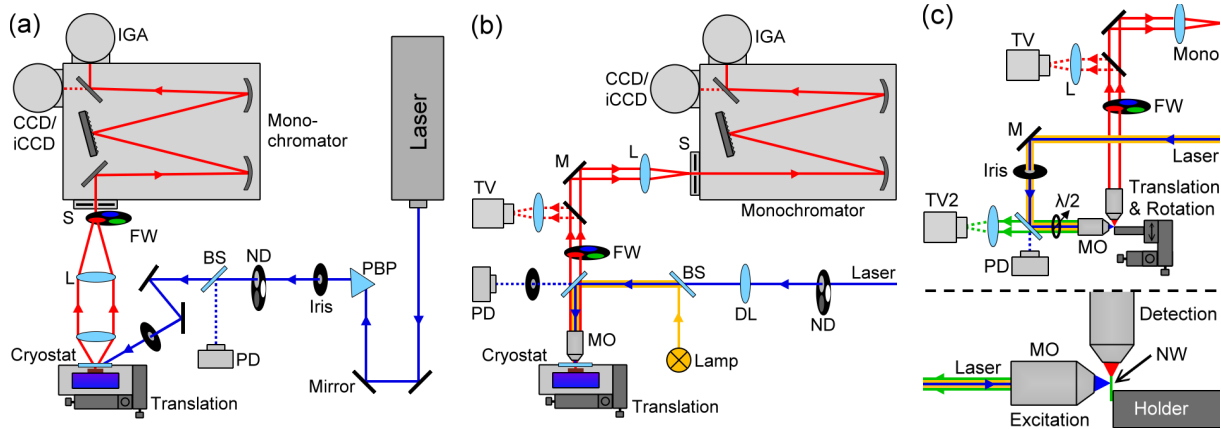 (a)
IGA
CCD/
iCCD
Mono-
chromator
Laser
S
FW
L
BS
ND
Iris
PBP
PD
Cryostat
Mirror
Translation
(b)
IGA
CCD/
iCCD
M
L
S
TV
Monochromator
FW
BS
Laser
PD
DL
ND
MO
Lamp
Cryostat
Translation
(c)
TV
L
Mono
FW
M
Laser
Iris
λ/2
Translation
& Rotation
TV2
MO
PD
Detection
MO
NW
Laser
Excitation
Holder